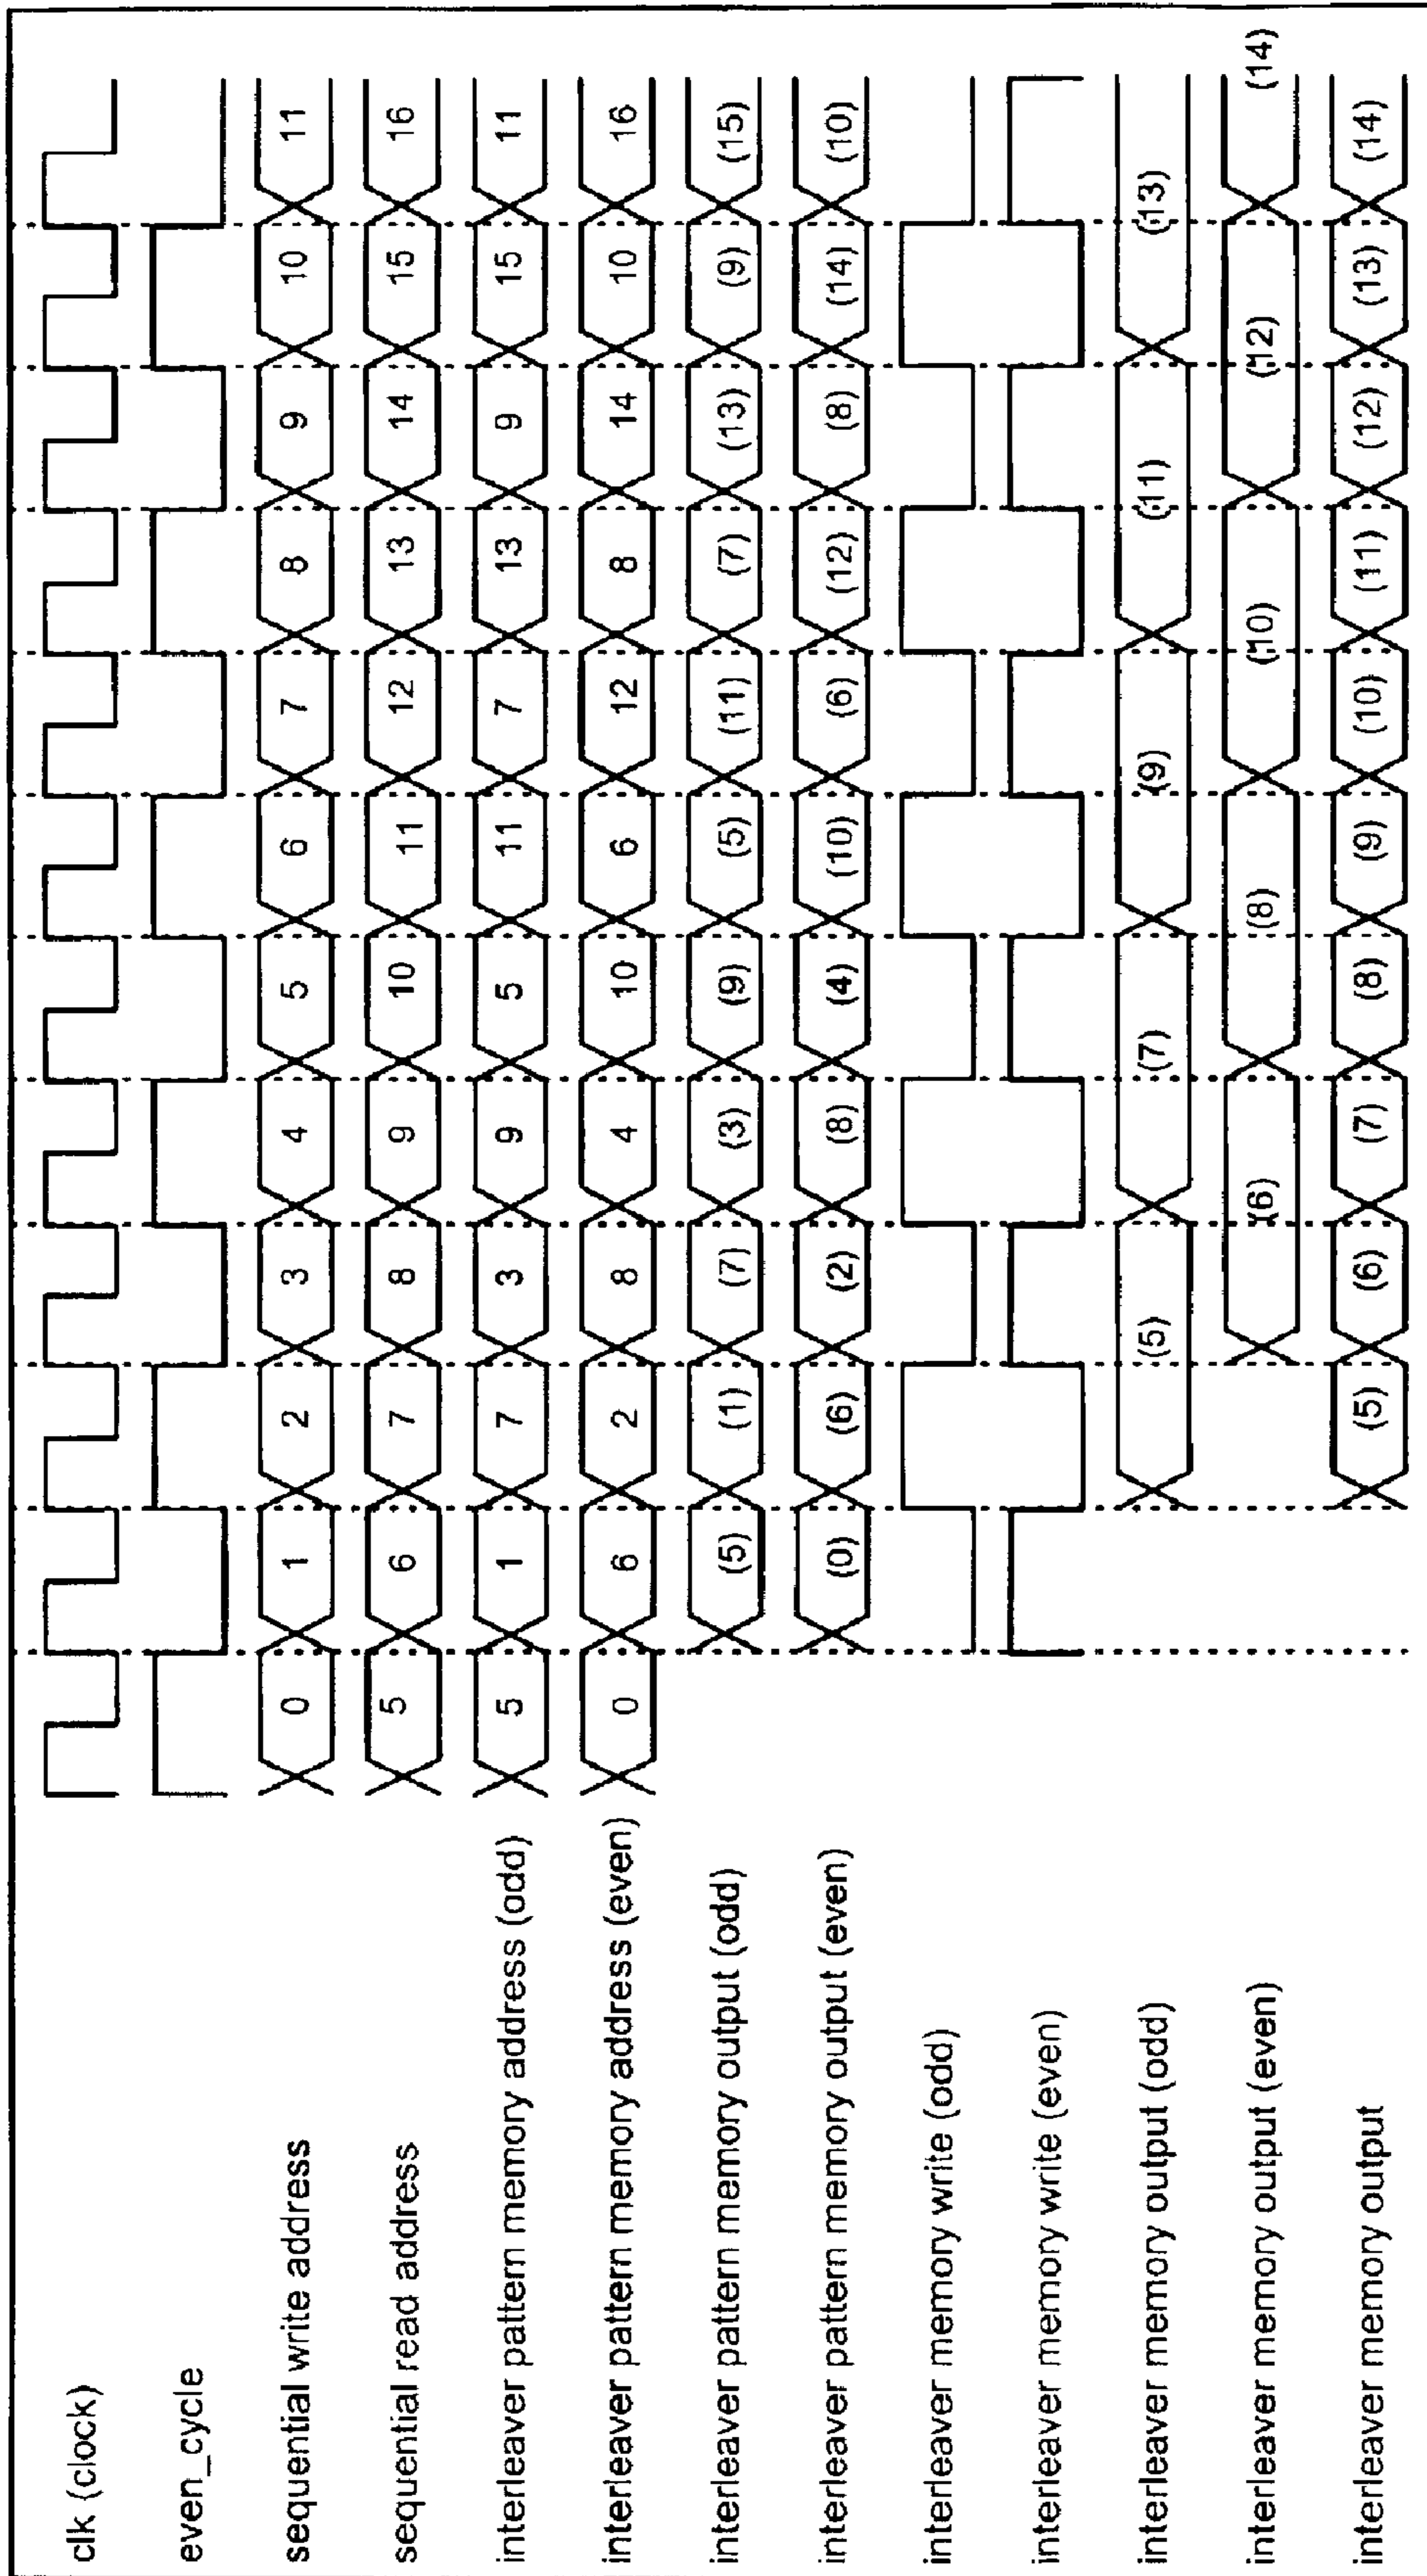 clk (clock)
even_cycle
sequential write address 0 1 2 3 4 5 6 7 8 9 10 11
sequential read address 5 6 7 8 9 10 11 12 13 14 15 16
interleaver pattern memory address (odd) 5 1 7 3 9 5 11 7 13 9 15 11
interleaver pattern memory address (even) 0 6 2 8 4 10 6 12 8 14 10 16
interleaver pattern memory output (odd) (5) (1) (7) (3) (9) (5) (11) (7) (13) (9) (15)
interleaver pattern memory output (even) (0) (6) (2) (8) (4) (10) (6) (12) (8) (14) (10)
interleaver memory write (odd)
interleaver memory write (even)
interleaver memory output (odd) (5) (7) (9) (11) (13)
interleaver memory output (even) (6) (8) (10) (12) (14)
interleaver memory output (5) (6) (7) (8) (9) (10) (11) (12) (13) (14)